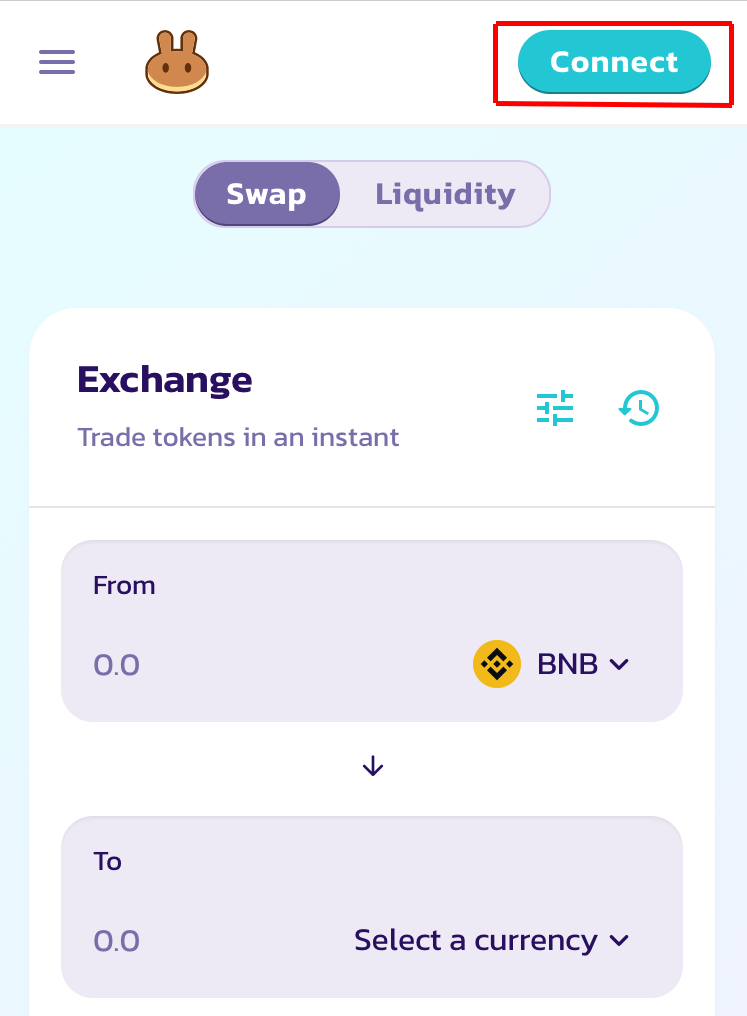 Connect
Swap
Liquidity
Exchange
Trade tokens in an instant
From
0.0
BNB
To
0.0
Select a currency